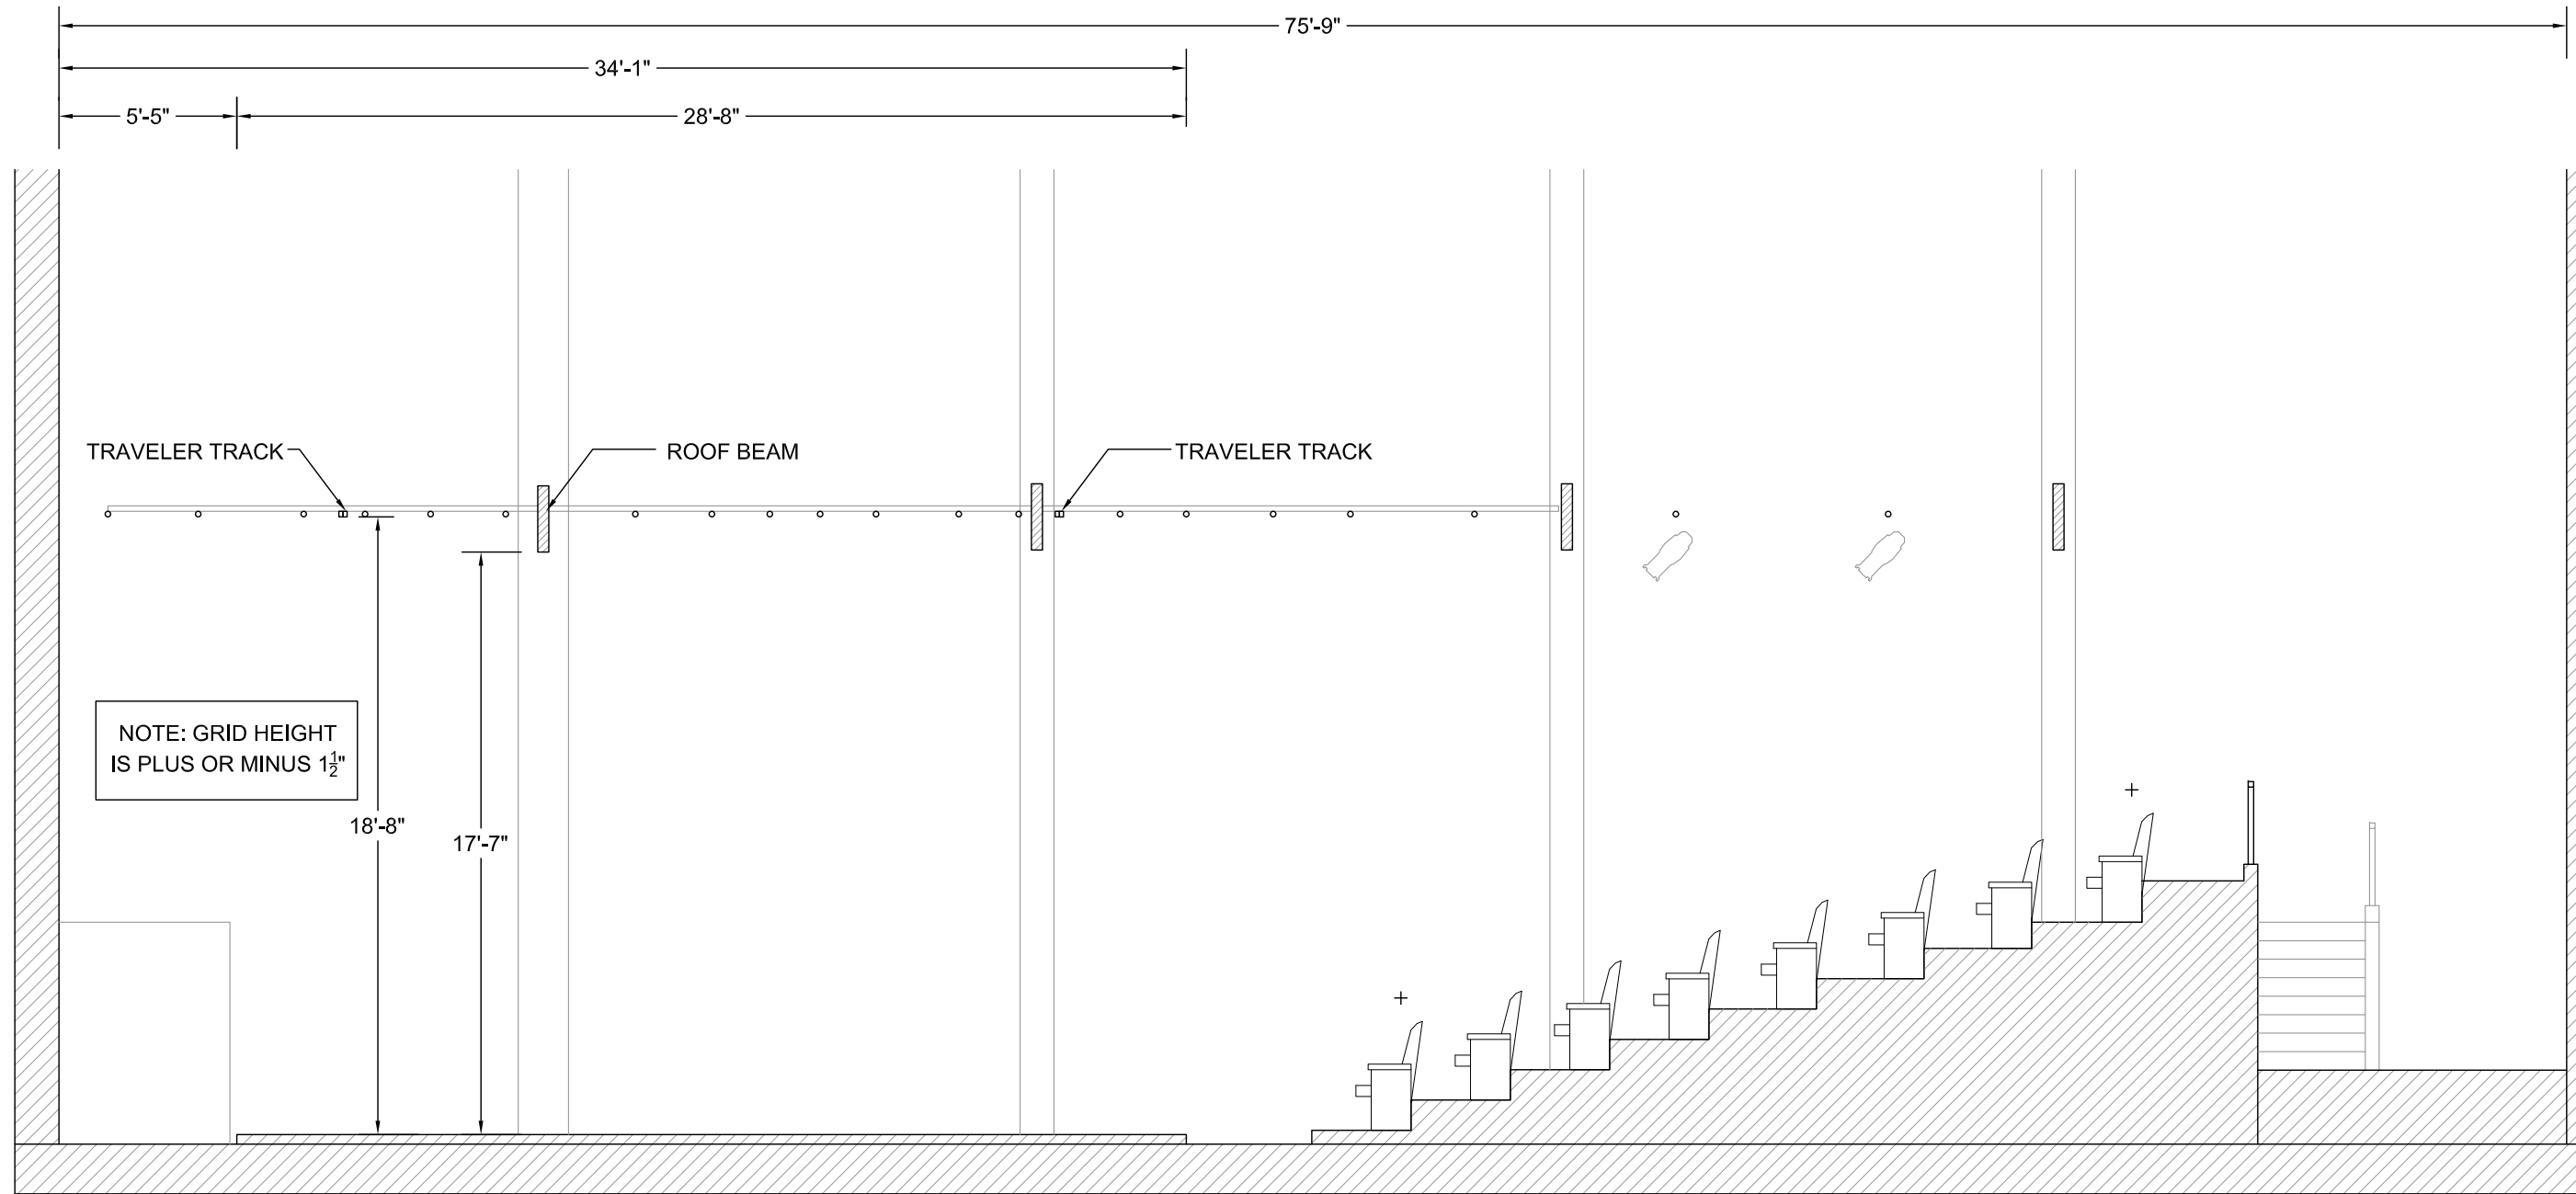 75'-9"
34'-1"
5'-5"
28'-8"
TRAVELER TRACK
ROOF BEAM
TRAVELER TRACK
NOTE: GRID HEIGHT
IS PLUS OR MINUS 1½"
18'-8"
17'-7"